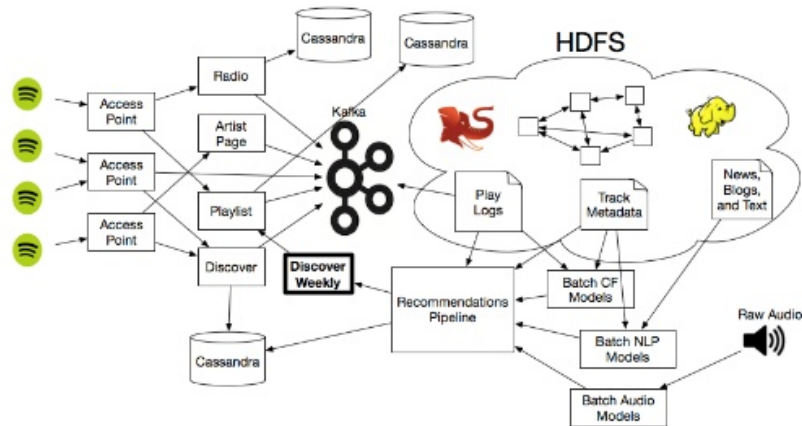 Cassandra
Cassandra
HDFS
Radio
Kafka
Access
Point
Artist
Page
News,
Blogs,
and Text
Access
Point
Play
Logs
Track
Metadata
Playlist
Access
Point
Discover
Discover
Weekly
Recommendations
Pipeline
Batch CF
Models
Raw Audio
Batch NLP
Models
Cassandra
Batch Audio
Models